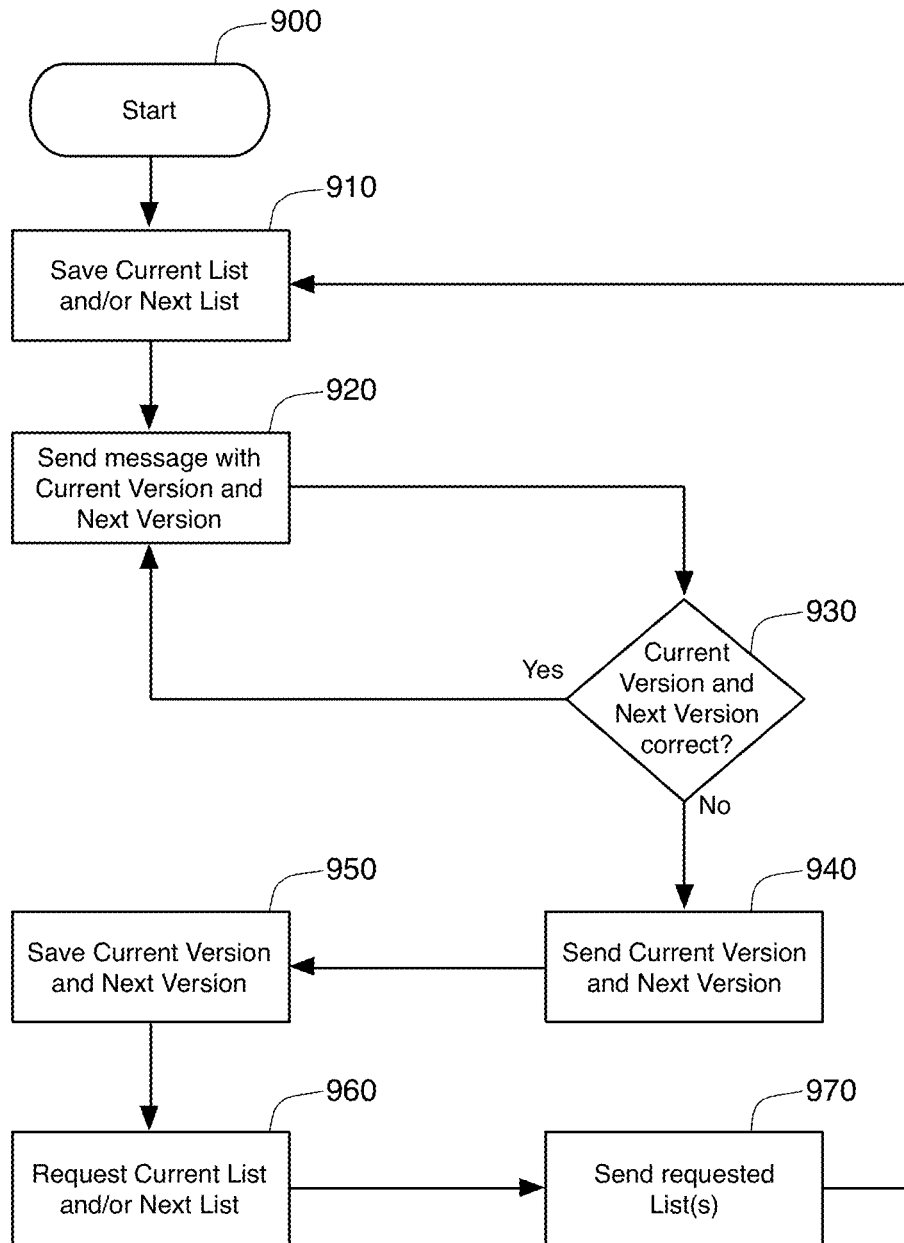 900
Start
910
Save Current List
and/or Next List
920
Send message with
Current Version and
Next Version
930
Current
Version and
Next Version
correct?
Yes
No
950
Save Current Version
and Next Version
940
Send Current Version
and Next Version
960
Request Current List
and/or Next List
970
Send requested
List(s)